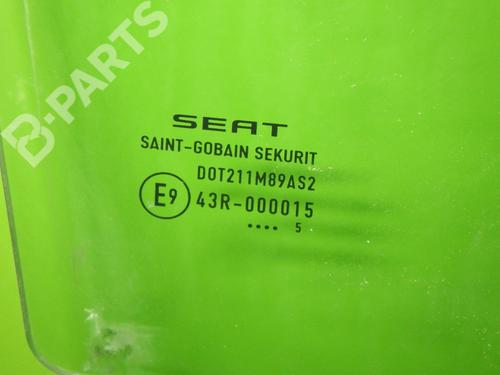 B-PARTS
SEAT
SAINT-GOBAIN SEKURIT
DOT211M89AS2
E9 43R-000015
.... 5